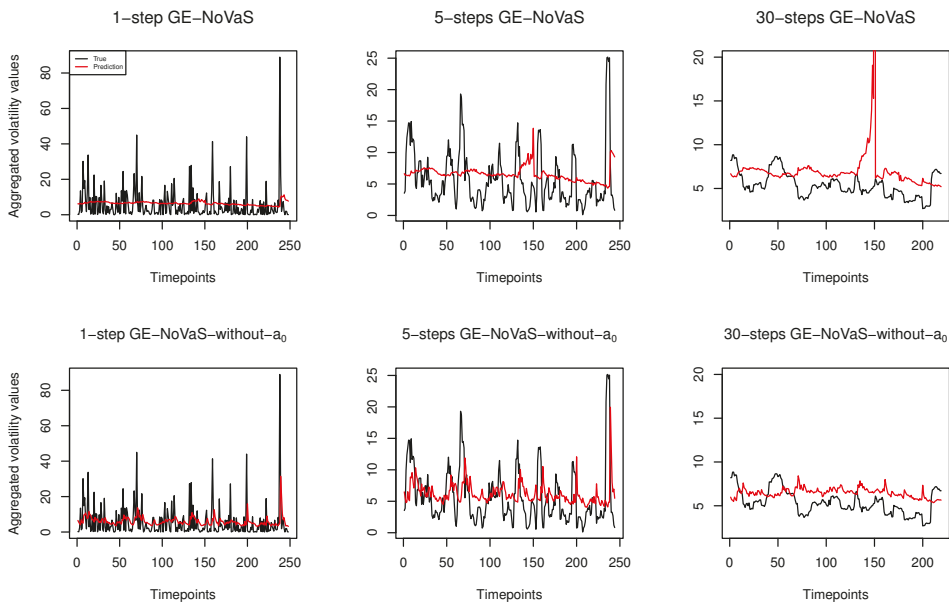 1−step GE−NoVaS
5−steps GE−NoVaS
30−steps GE−NoVaS
Aggregated volatility values
0 20 40 60 80
True
Prediction
0 50 100 150 200 250
Timepoints
0 5 10 15 20 25
0 50 100 150 200
Timepoints
5 10 15 20
0 50 100 150 200
Timepoints
1−step GE−NoVaS−without−a₀
5−steps GE−NoVaS−without−a₀
30−steps GE−NoVaS−without−a₀
Aggregated volatility values
0 20 40 60 80
0 50 100 150 200 250
Timepoints
0 5 10 15 20 25
0 50 100 150 200
Timepoints
5 10 15 20
0 50 100 150 200
Timepoints